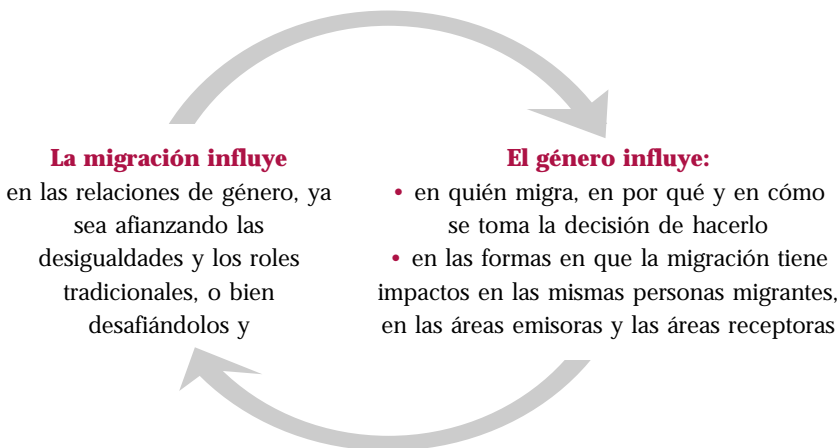 La migración influye
en las relaciones de género, ya
sea afianzando las
desigualdades y los roles
tradicionales, o bien
desafiándolos y
El género influye:
• en quién migra, en por qué y en cómo
se toma la decisión de hacerlo
• en las formas en que la migración tiene
impactos en las mismas personas migrantes,
en las áreas emisoras y las áreas receptoras